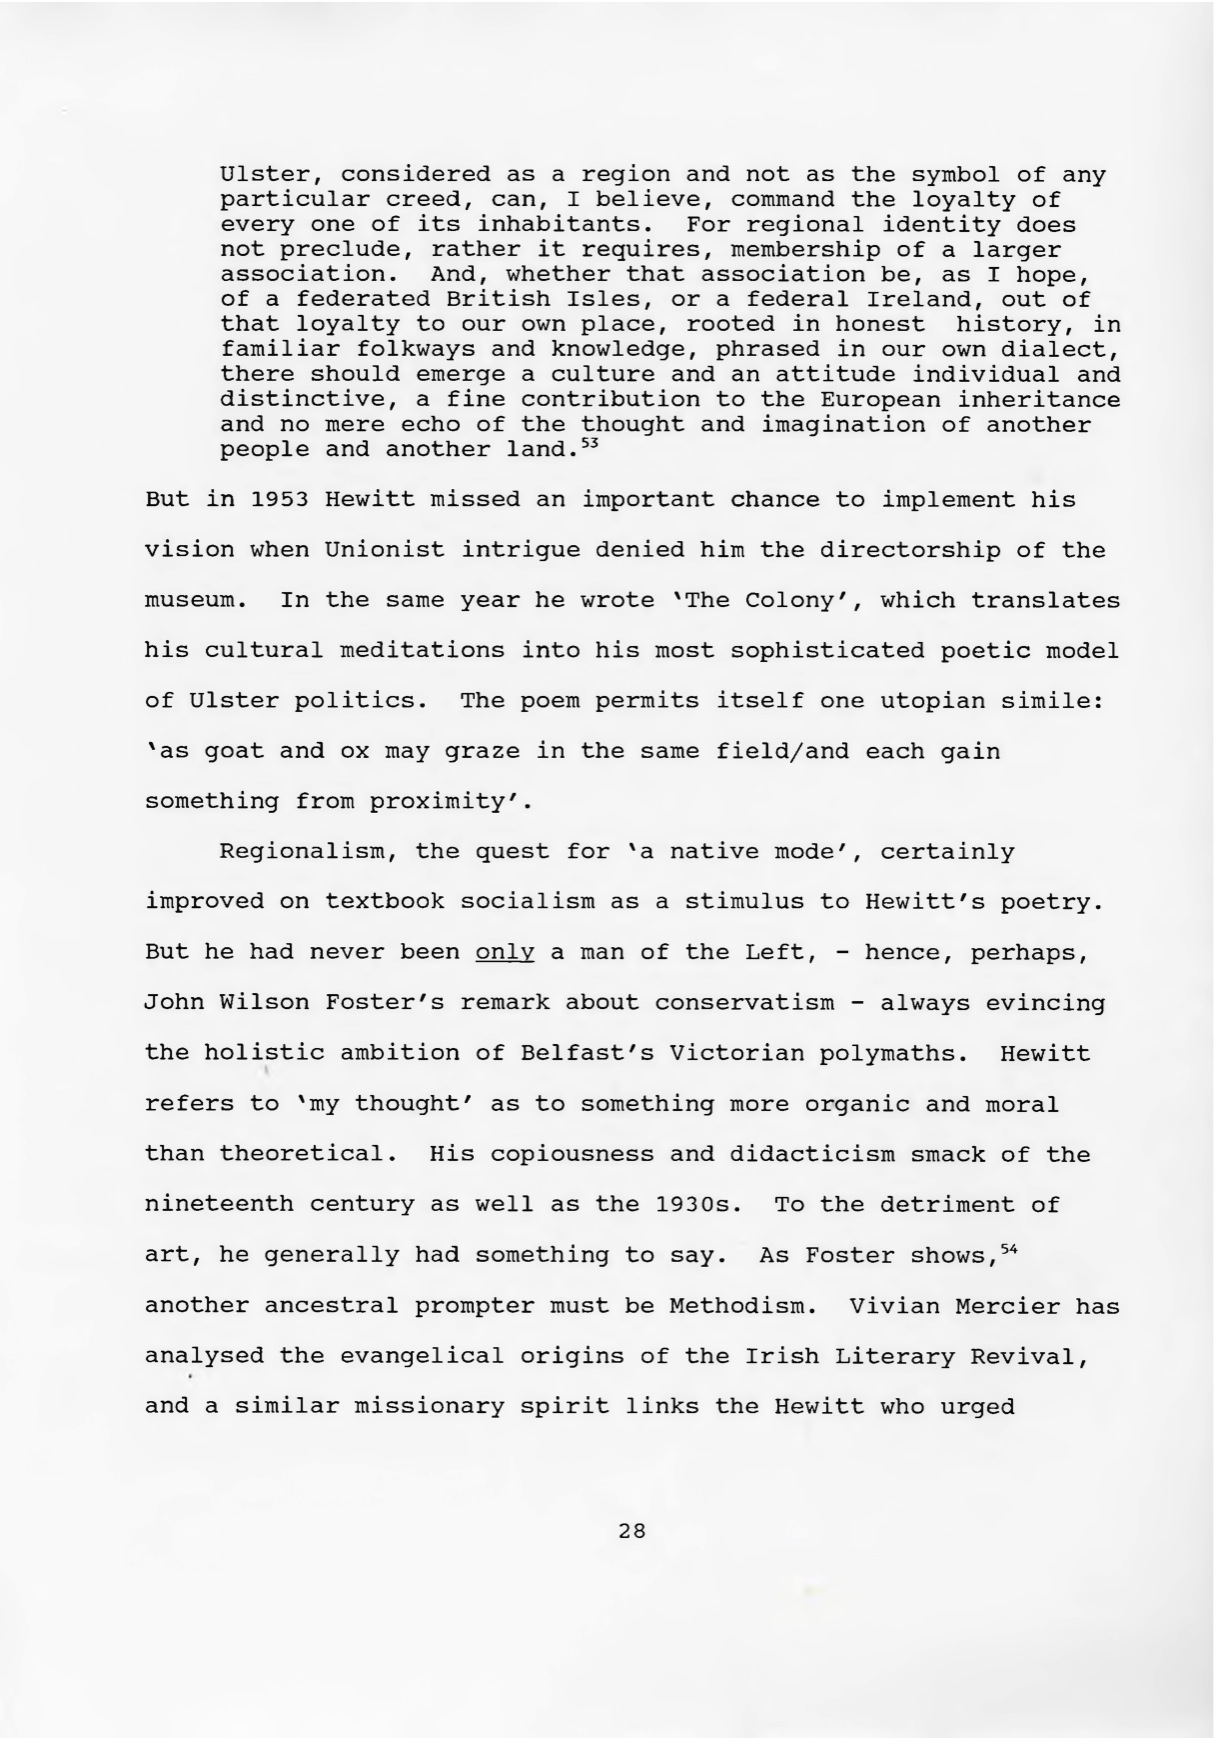 Ulster, considered as a region and not as the symbol of any
particular creed, can, I believe, command the loyalty of
every one of its inhabitants.  For regional identity does
not preclude, rather it requires, membership of a larger
association.  And, whether that association be, as I hope,
of a federated British Isles, or a federal Ireland, out of
that loyalty to our own place, rooted in honest  history, in
familiar folkways and knowledge, phrased in our own dialect,
there should emerge a culture and an attitude individual and
distinctive, a fine contribution to the European inheritance
and no mere echo of the thought and imagination of another
people and another land.⁵³
But in 1953 Hewitt missed an important chance to implement his
vision when Unionist intrigue denied him the directorship of the
museum.  In the same year he wrote ‵The Colony′, which translates
his cultural meditations into his most sophisticated poetic model
of Ulster politics.  The poem permits itself one utopian simile:
‵as goat and ox may graze in the same field/and each gain
something from proximity′.
Regionalism, the quest for ‵a native mode′, certainly
improved on textbook socialism as a stimulus to Hewitt′s poetry.
But he had never been only a man of the Left, - hence, perhaps,
John Wilson Foster′s remark about conservatism - always evincing
the holistic ambition of Belfast′s Victorian polymaths.  Hewitt
refers to ‵my thought′ as to something more organic and moral
than theoretical.  His copiousness and didacticism smack of the
nineteenth century as well as the 1930s.  To the detriment of
art, he generally had something to say.  As Foster shows,⁵⁴
another ancestral prompter must be Methodism.  Vivian Mercier has
analysed the evangelical origins of the Irish Literary Revival,
and a similar missionary spirit links the Hewitt who urged
28